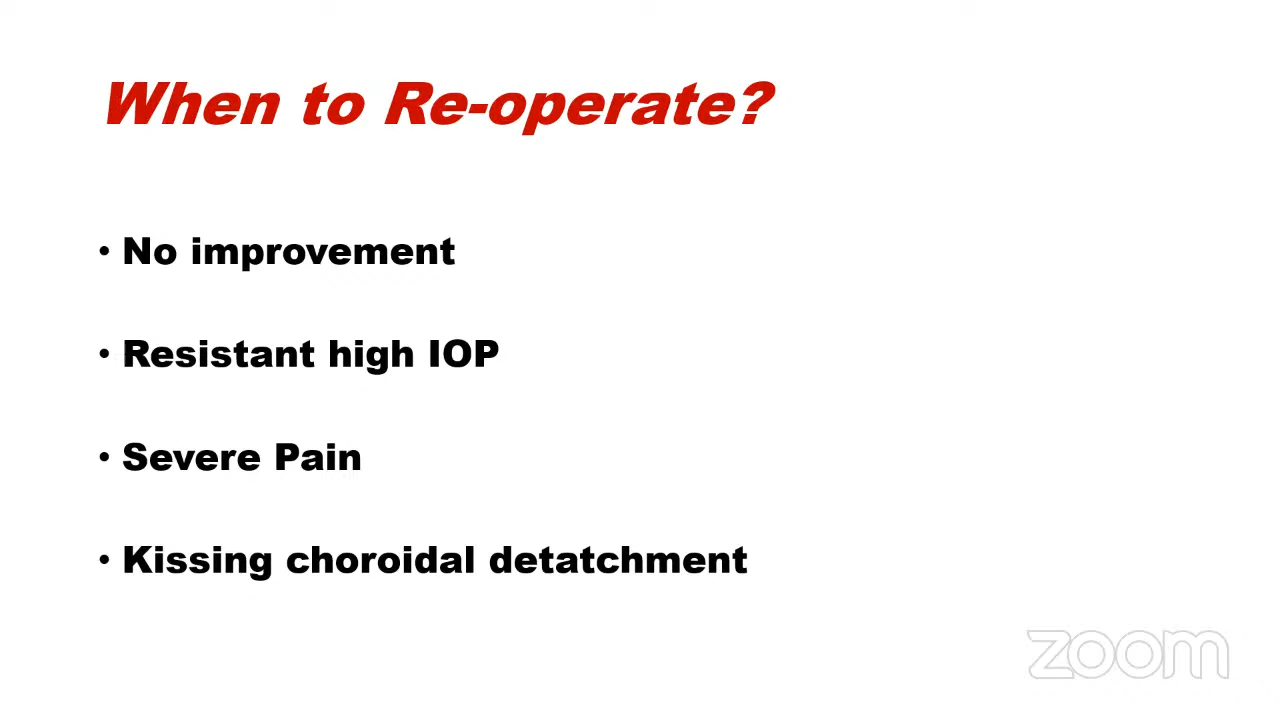 When to Re-operate?
• No improvement
• Resistant high IOP
• Severe Pain
• Kissing choroidal detatchment
zoom